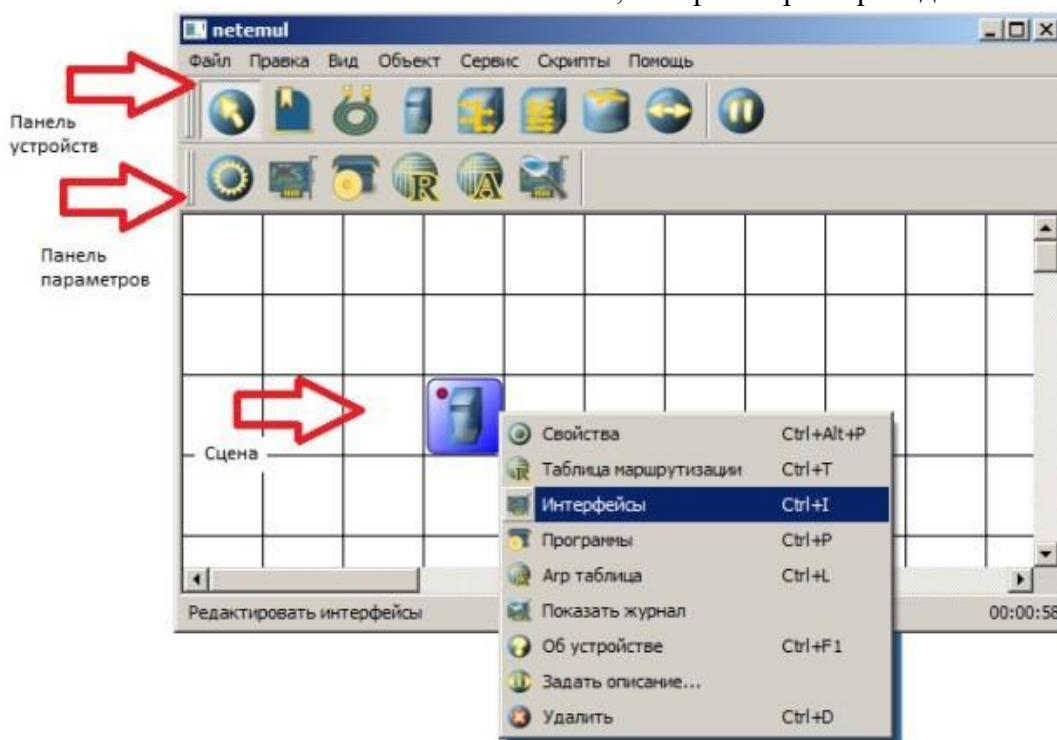 netemul
Файл Правка Вид Объект Сервис Скрипты Помощь
Панель
устройств
R A
Панель
параметров
Сцена
Свойства Ctrl+Alt+P
Таблица маршрутизации Ctrl+T
Интерфейсы Ctrl+I
Программы Ctrl+P
Arp таблица Ctrl+L
Показать журнал
Об устройстве Ctrl+F1
Задать описание...
Удалить Ctrl+D
Редактировать интерфейсы 00:00:58